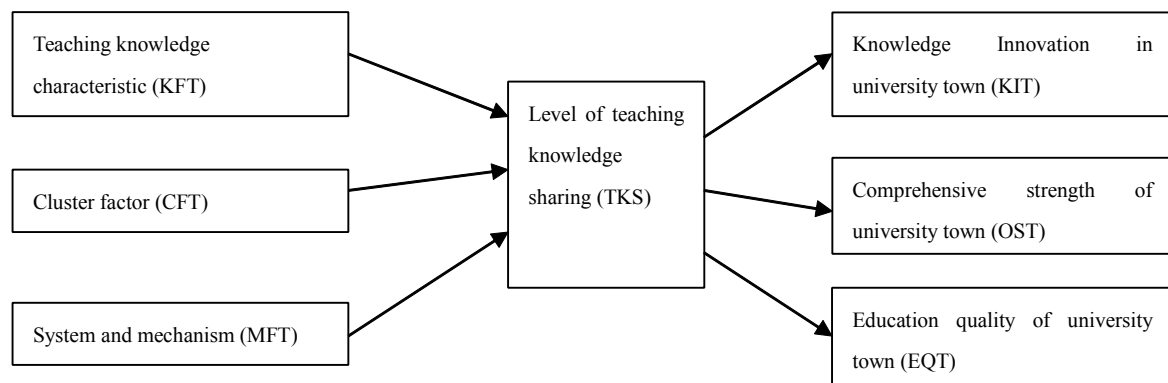 Teaching knowledge
characteristic (KFT)
Cluster factor (CFT)
System and mechanism (MFT)
Level of teaching
knowledge
sharing (TKS)
Knowledge Innovation in
university town (KIT)
Comprehensive strength of
university town (OST)
Education quality of university
town (EQT)